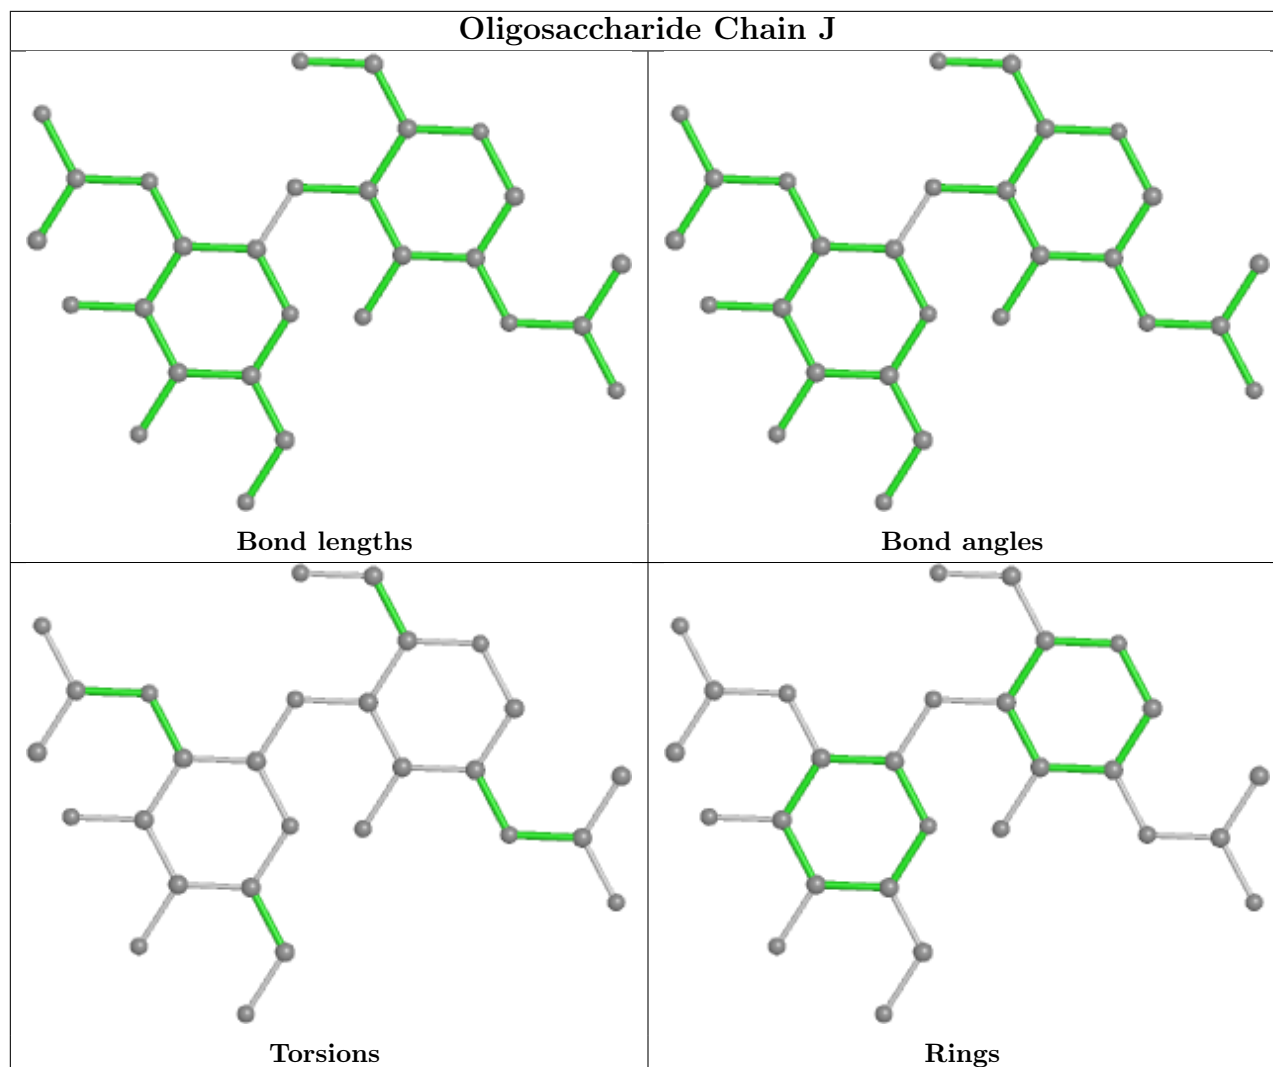 Oligosaccharide Chain J
Bond lengths
Bond angles
Torsions
Rings